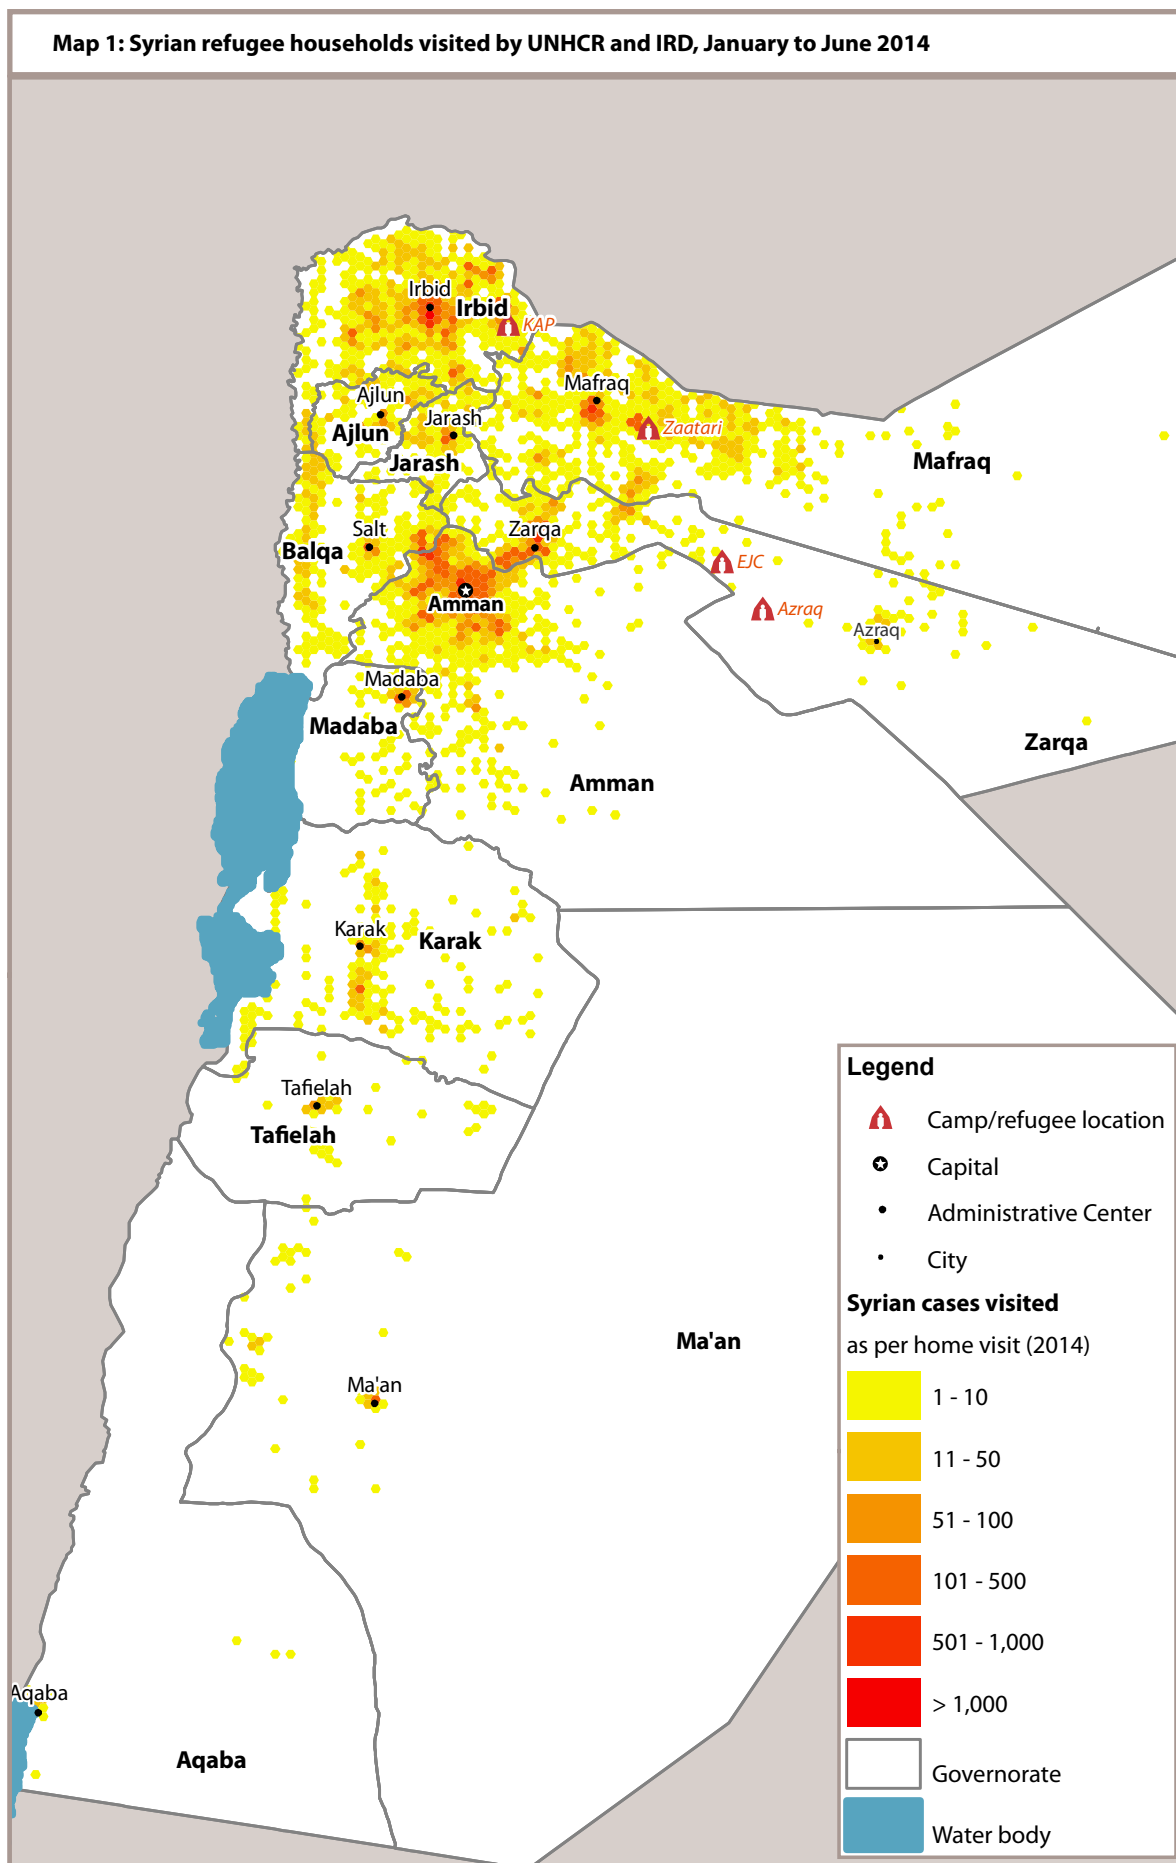 Map 1: Syrian refugee households visited by UNHCR and IRD, January to June 2014
Irbid
Irbid
KAP
Mafraq
Ajlun
Jarash
Zaatari
Ajlun
Jarash
Mafraq
Salt
Zarqa
Balqa
EJC
Amman
Azraq
Azraq
Madaba
Madaba
Zarqa
Amman
Karak
Karak
Tafielah
Tafielah
Ma'an
Ma'an
Aqaba
Aqaba
Legend
Camp/refugee location
Capital
Administrative Center
City
Syrian cases visited
as per home visit (2014)
1 - 10
11 - 50
51 - 100
101 - 500
501 - 1,000
> 1,000
Governorate
Water body